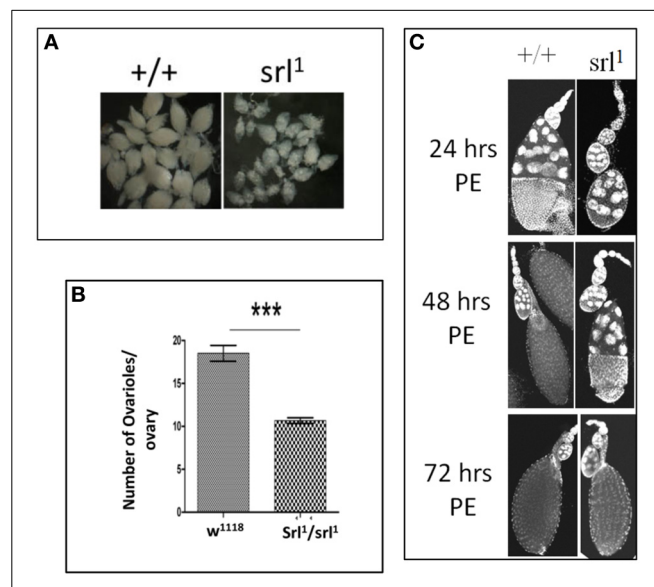 A
+/+ srl¹
B
***
Number of Ovarioles/
ovary
20
15
10
5
0
w¹¹¹⁸ Srl¹/srl¹
C
+/+ srl¹
24 hrs
PE
48 hrs
PE
72 hrs
PE